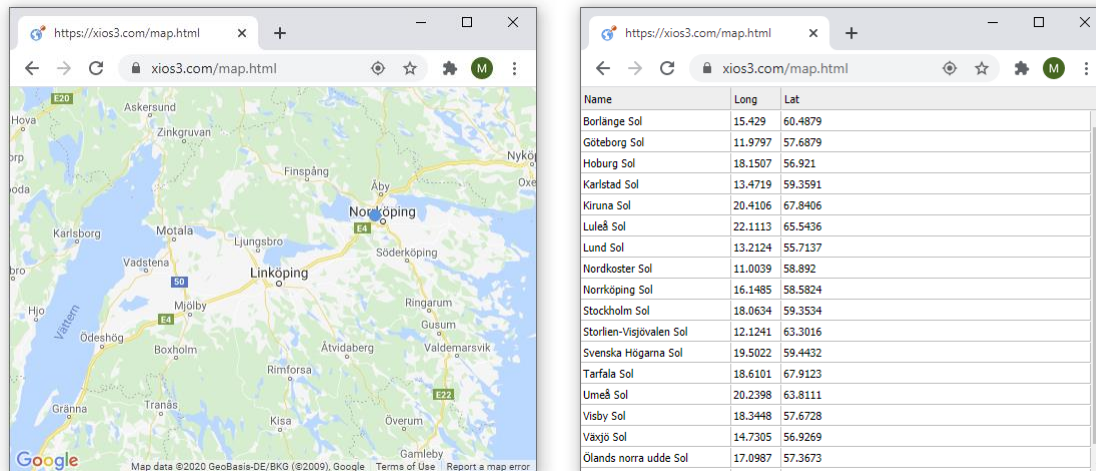 https://xios3.com/map.html
xios3.com/map.html
M
E20
Askersund
Hova
Zinkgruvan
Nyköp
Finspång
Oxe
Åby
Norrköping
E4
Karlsborg
Motala
Ljungsbro
Söderköping
Vadstena
Linköping
50
Ringarum
Hjo
Mjölby
E4
Gusum
Vättern
Ödeshög
Boxholm
Åtvidaberg
Valdemarsvik
Rimforsa
E22
Gränna
Tranås
Kisa
Överum
Gamleby
Google
Map data ©2020 GeoBasis-DE/BKG (©2009), Google Terms of Use Report a map error
https://xios3.com/map.html
xios3.com/map.html
M
Name Long Lat
Borlänge Sol 15.429 60.4879
Göteborg Sol 11.9797 57.6879
Hoburg Sol 18.1507 56.921
Karlstad Sol 13.4719 59.3591
Kiruna Sol 20.4106 67.8406
Luleå Sol 22.1113 65.5436
Lund Sol 13.2124 55.7137
Nordkoster Sol 11.0039 58.892
Norrköping Sol 16.1485 58.5824
Stockholm Sol 18.0634 59.3534
Storlien-Visjövalen Sol 12.1241 63.3016
Svenska Högarna Sol 19.5022 59.4432
Tarfala Sol 18.6101 67.9123
Umeå Sol 20.2398 63.8111
Visby Sol 18.3448 57.6728
Växjö Sol 14.7305 56.9269
Ölands norra udde Sol 17.0987 57.3673